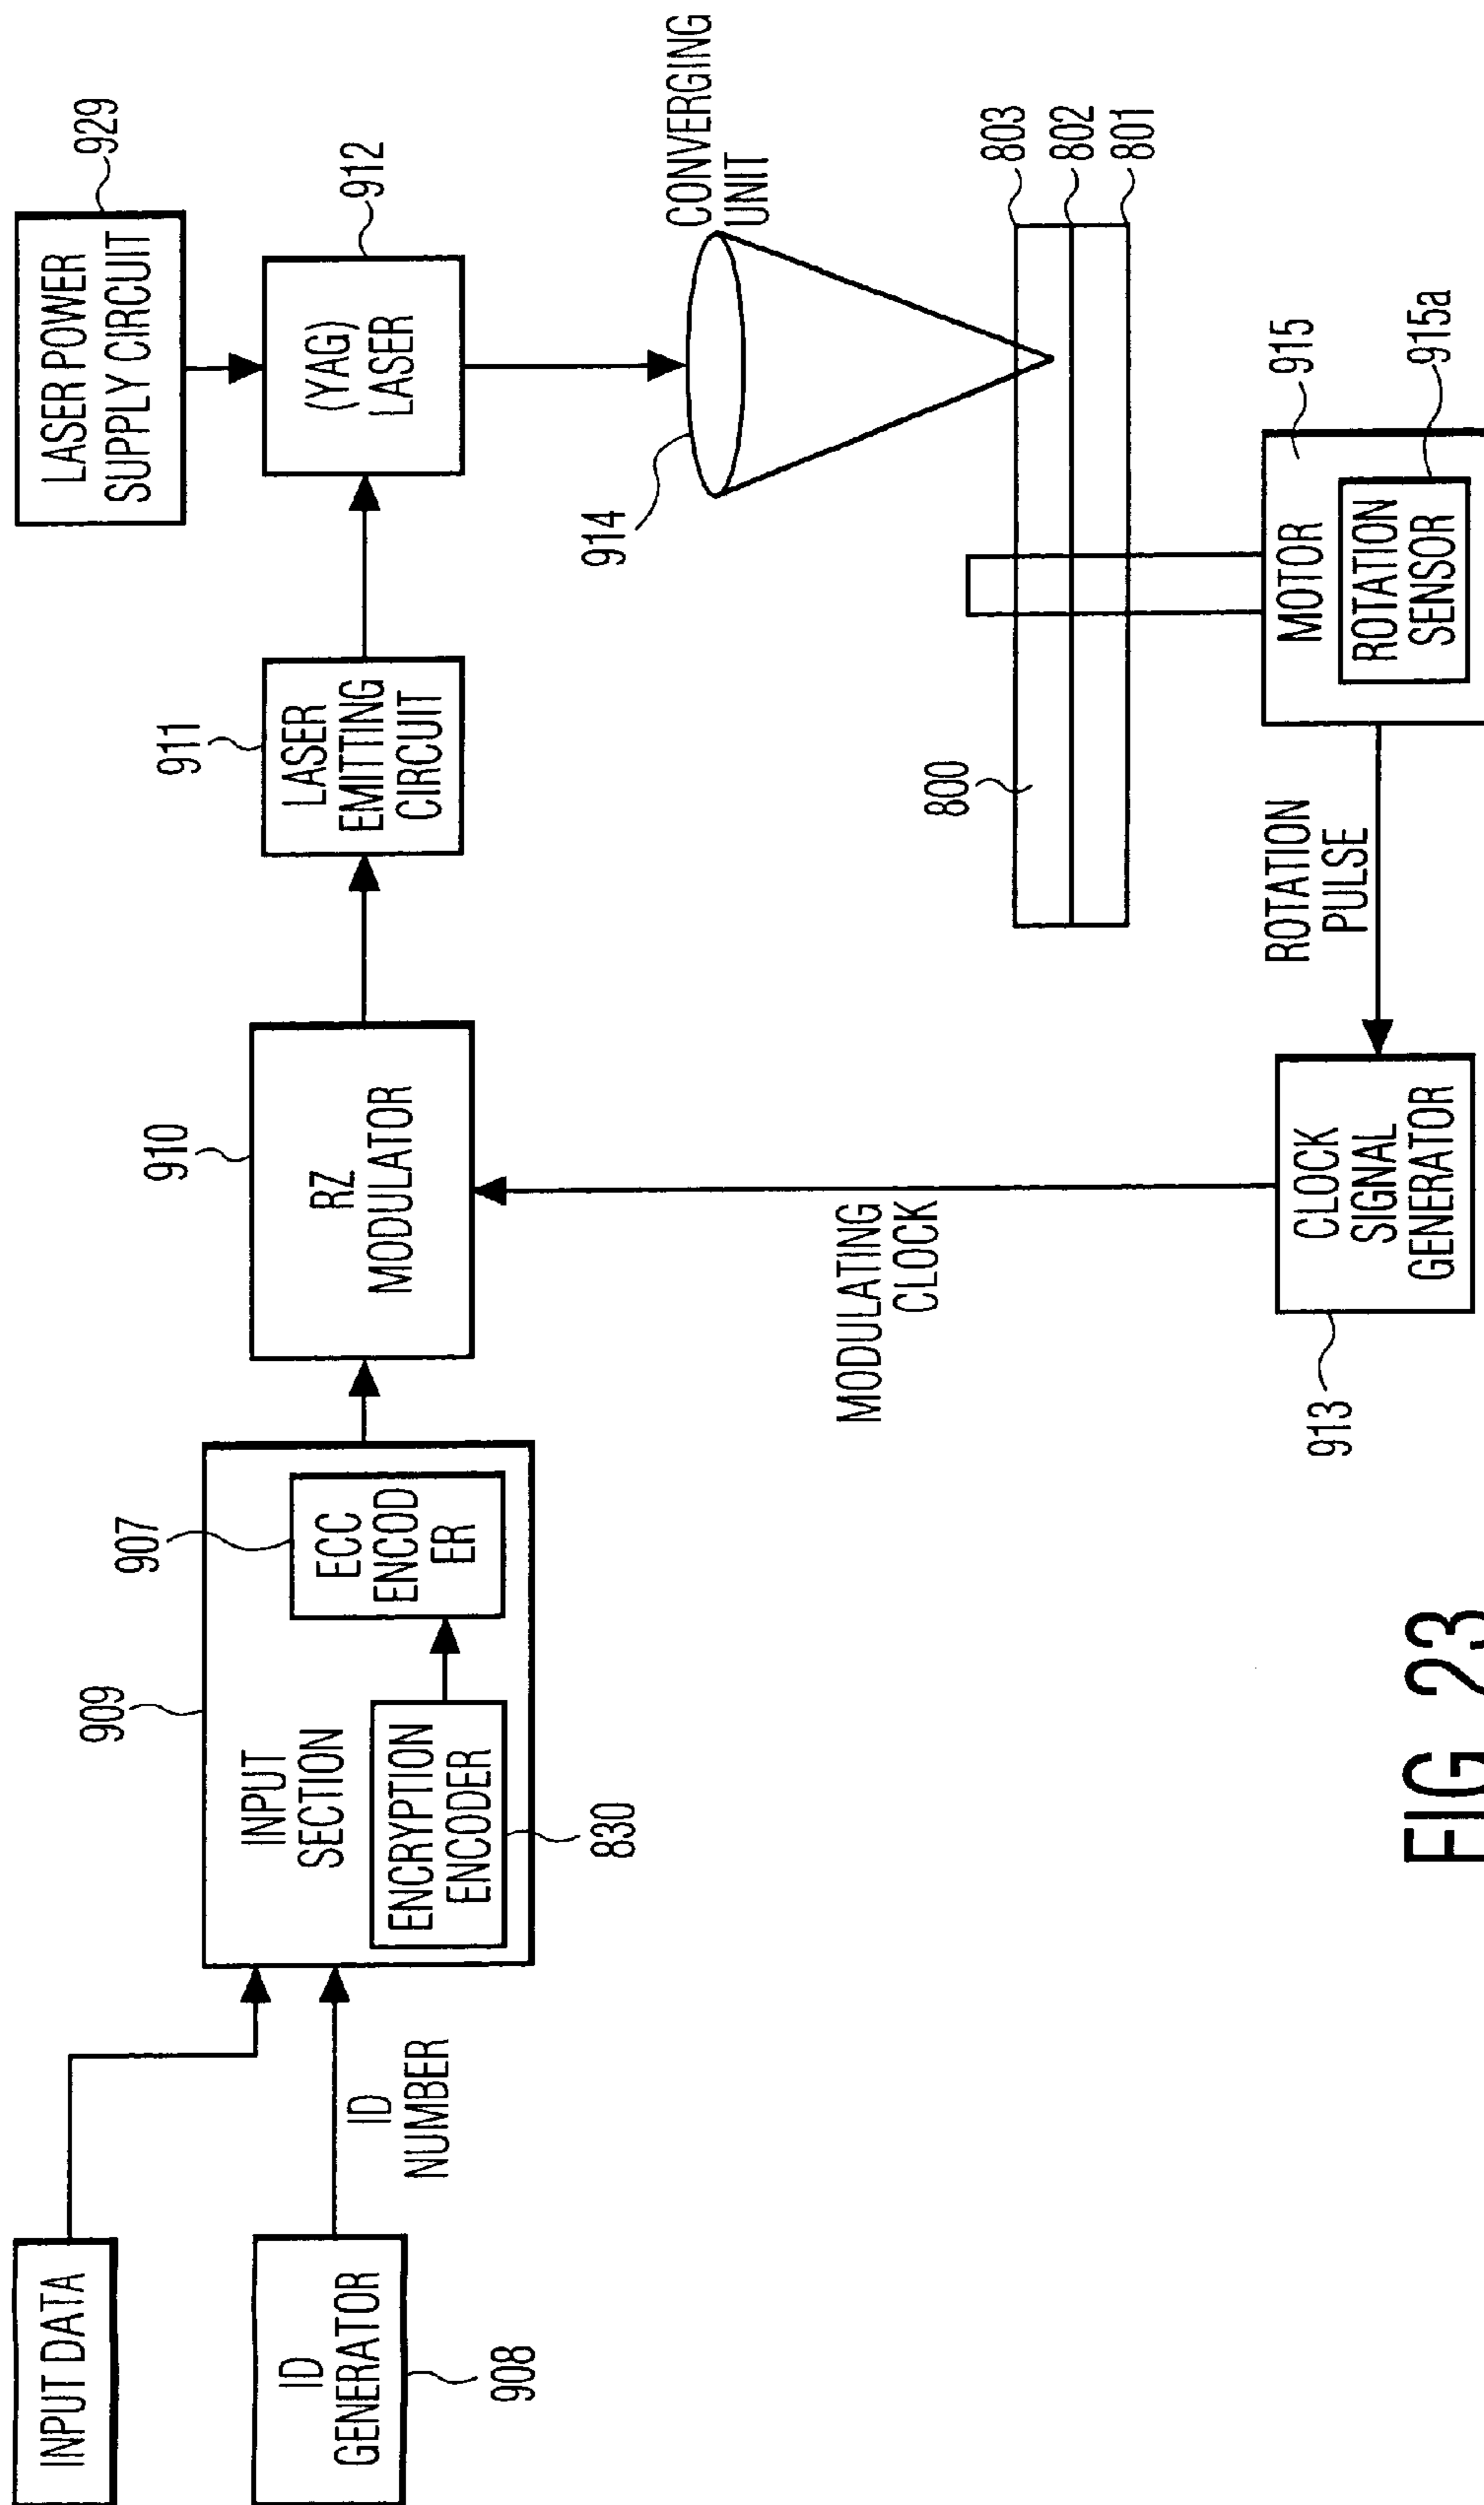 INPUT DATA
ID
GENERATOR
908
ID
NUMBER
909
INPUT
SECTION
ENCRYPTION
ENCODER
830
907
ECC
ENCOD
ER
910
RZ
MODULATOR
911
LASER
EMITTING
CIRCUIT
LASER POWER
SUPPLY CIRCUIT
929
(YAG)
LASER
912
914
CONVERGING
UNIT
800
803
802
801
MODULATING
CLOCK
913
CLOCK
SIGNAL
GENERATOR
ROTATION
PULSE
MOTOR
915
ROTATION
SENSOR
915a
FIG 23